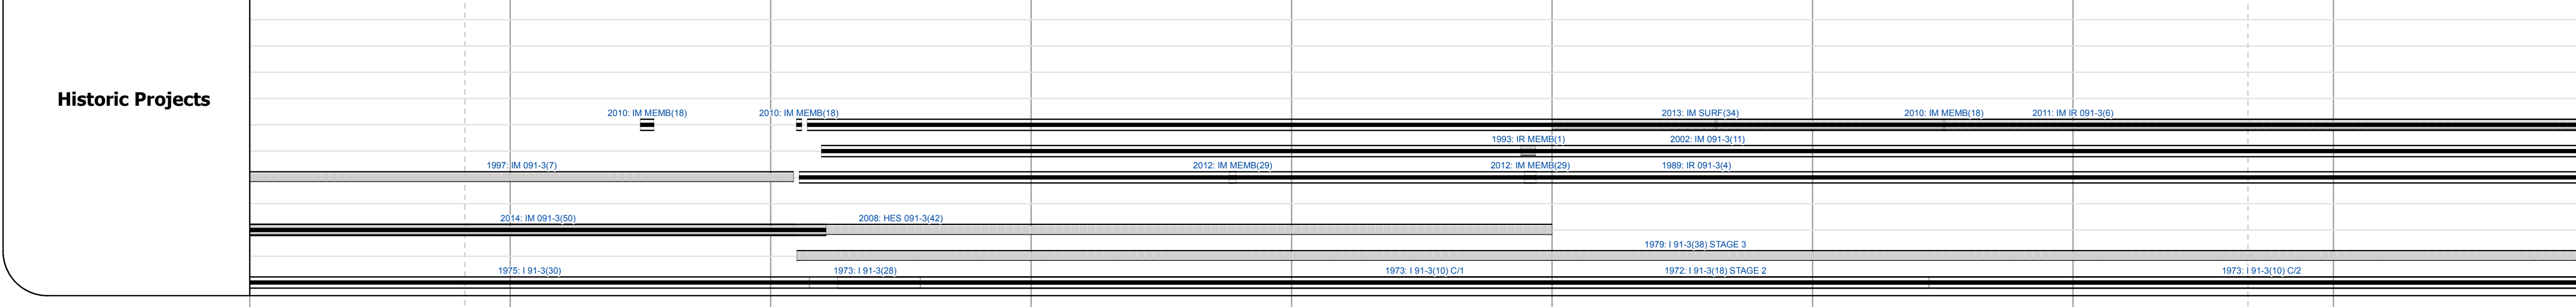 Historic Projects
2010: IM MEMB(18) 2010: IM MEMB(18) 2013: IM SURF(34) 2010: IM MEMB(18) 2011: IM IR 091-3(6)
1993: IR MEMB(1) 2002: IM 091-3(11)
1997: IM 091-3(7) 2012: IM MEMB(29) 2012: IM MEMB(29) 1989: IR 091-3(4)
2014: IM 091-3(50) 2008: HES 091-3(42)
1979: I 91-3(38) STAGE 3
1975: I 91-3(30) 1973: I 91-3(28) 1973: I 91-3(10) C/1 1972: I 91-3(18) STAGE 2 1973: I 91-3(10) C/2